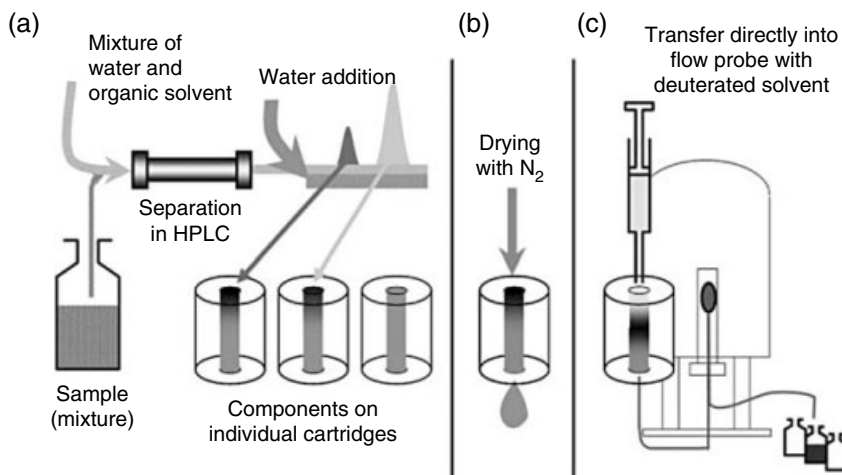 (a)
Mixture of
water and
organic solvent
Water addition
Separation
in HPLC
Sample
(mixture)
Components on
individual cartridges
(b)
Drying
with N2
(c)
Transfer directly into
flow probe with
deuterated solvent